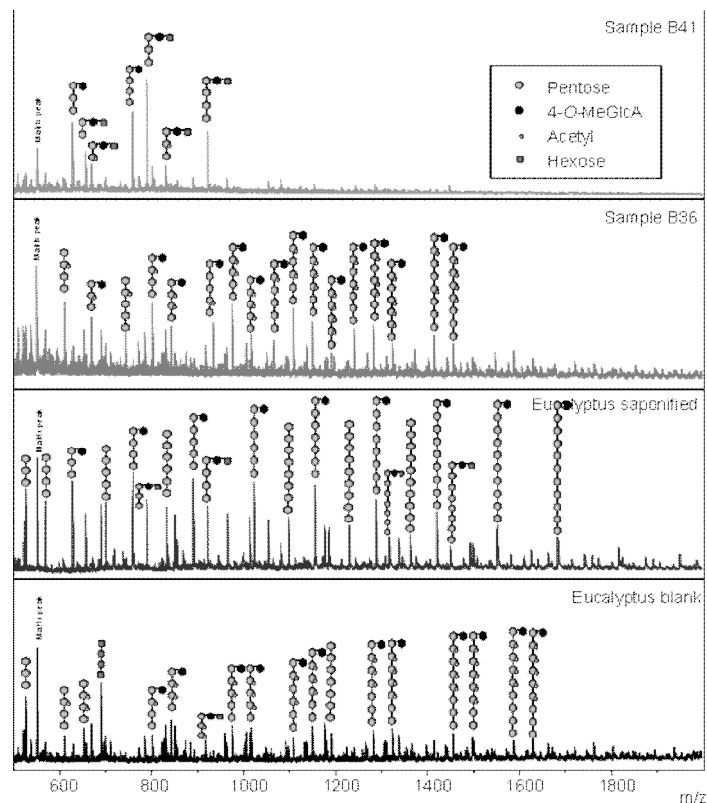 Sample B41
Matrix peak
Pentose
4-O-MeGlcA
Acetyl
Hexose
Sample B36
Matrix peak
Eucalyptus saponified
Matrix peak
Eucalyptus blank
Matrix peak
600 800 1000 1200 1400 1600 1800
m/z